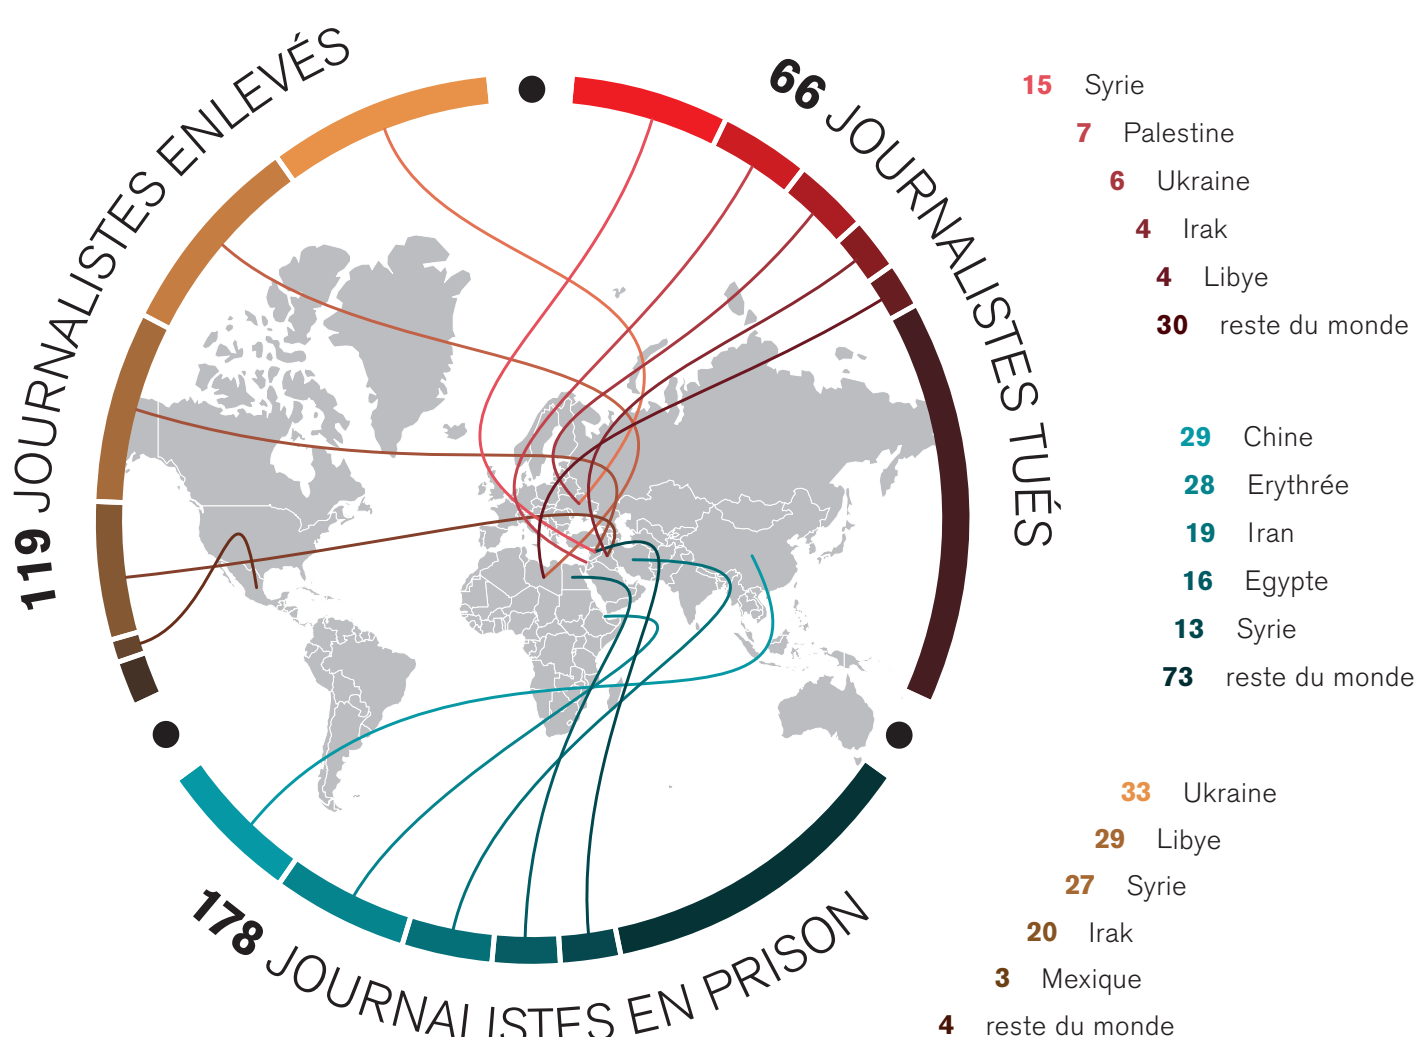 119 JOURNALISTES ENLEVÉS
66 JOURNALISTES TUÉS
15 Syrie
7 Palestine
6 Ukraine
4 Irak
4 Libye
30 reste du monde
29 Chine
28 Erythrée
19 Iran
16 Egypte
13 Syrie
73 reste du monde
178 JOURNALISTES EN PRISON
33 Ukraine
29 Libye
27 Syrie
20 Irak
3 Mexique
4 reste du monde